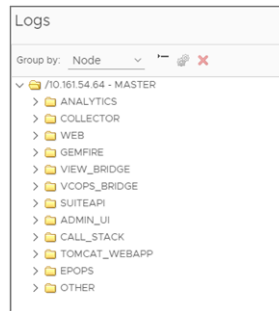 Logs
Group by: Node
/10.161.54.64 - MASTER
ANALYTICS
COLLECTOR
WEB
GEMFIRE
VIEW_BRIDGE
VCOPS_BRIDGE
SUITEAPI
ADMIN_UI
CALL_STACK
TOMCAT_WEBAPP
EPOPS
OTHER